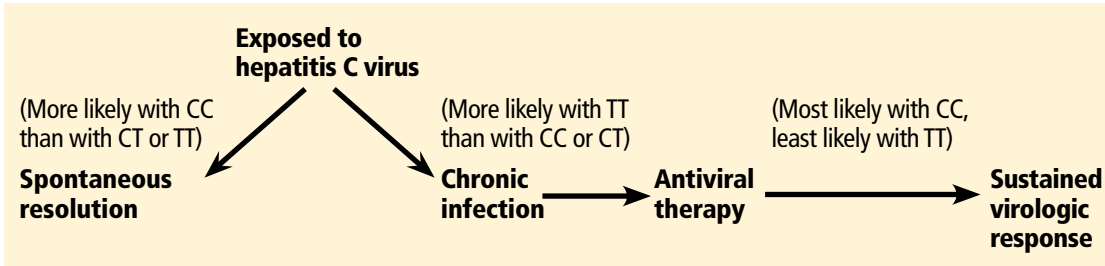 Exposed to
hepatitis C virus
(More likely with CC
than with CT or TT)
Spontaneous
resolution
(More likely with TT
than with CC or CT)
Chronic
infection
Antiviral
therapy
(Most likely with CC,
least likely with TT)
Sustained
virologic
response